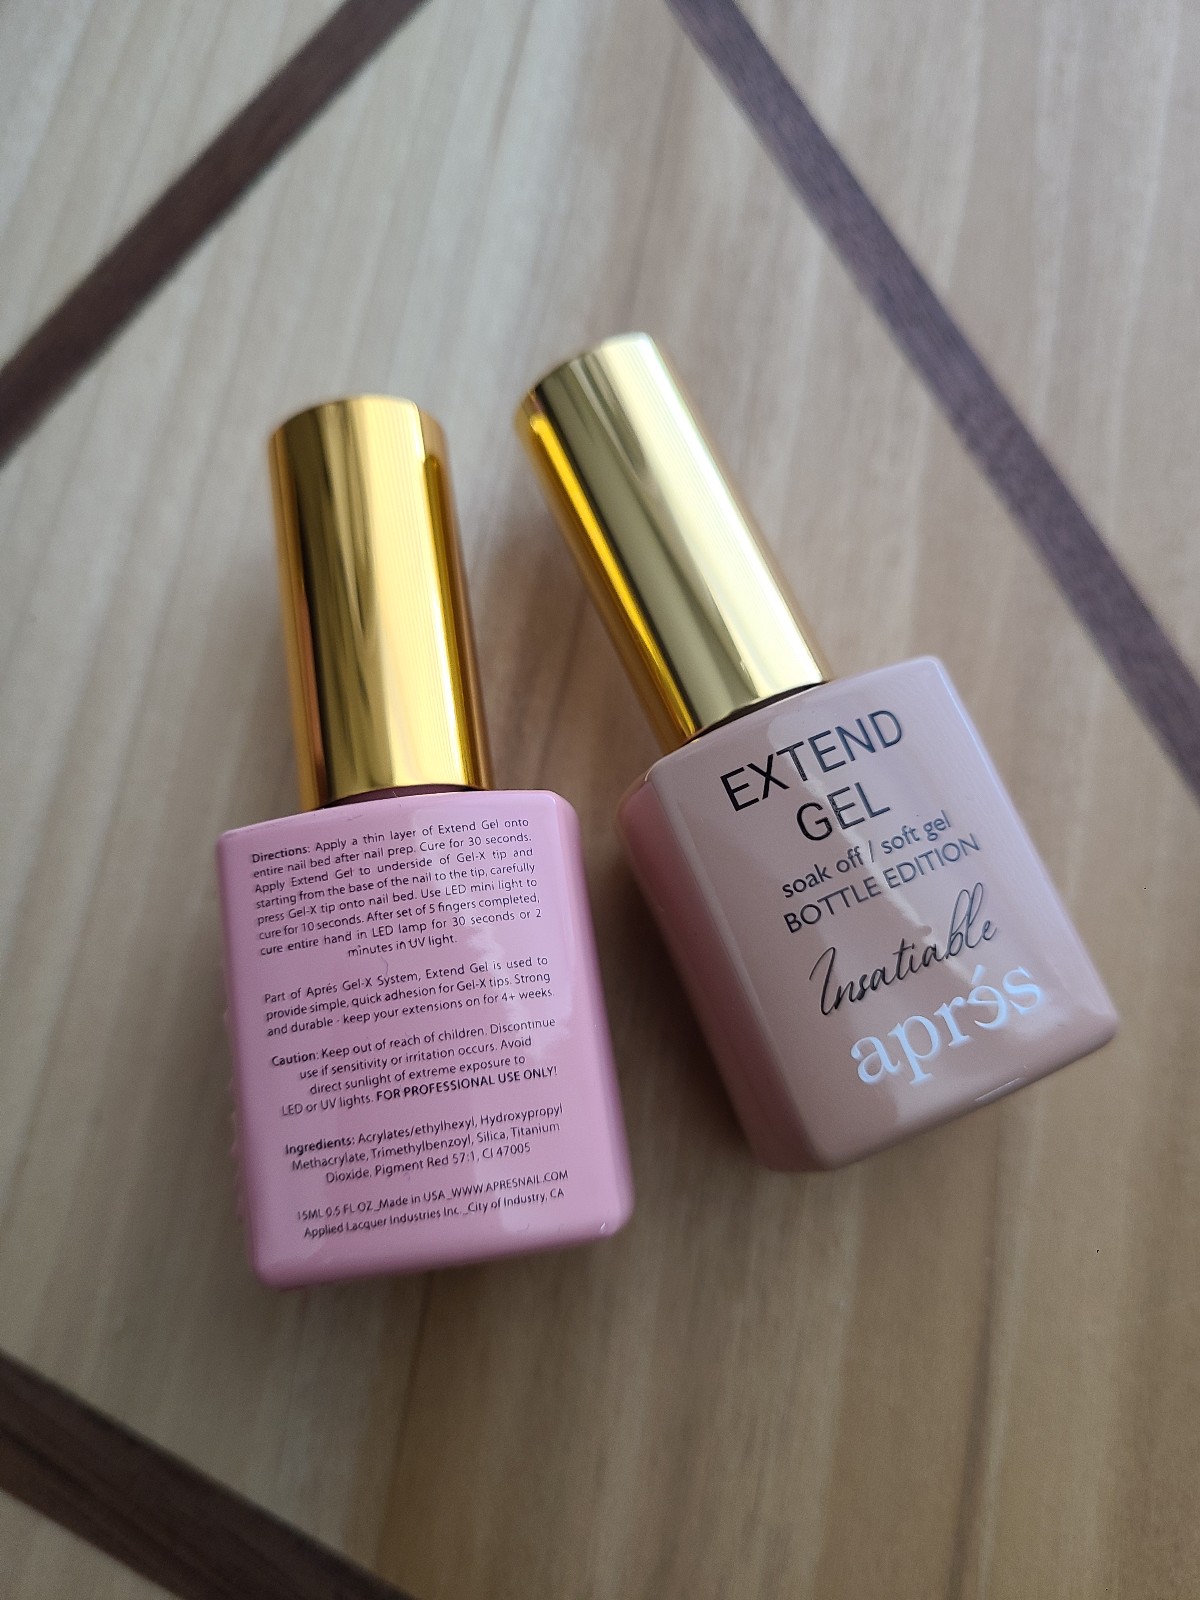 Directions: Apply a thin layer of Extend Gel onto
entire nail bed after nail prep. Cure for 30 seconds.
Apply Extend Gel to underside of Gel-X tip and
starting from the base of the nail to the tip, carefully
press Gel-X tip onto nail bed. Use LED mini light to
cure for 10 seconds. After set of 5 fingers completed,
cure entire hand in LED lamp for 30 seconds or 2
minutes in UV light.
Part of Aprés Gel-X System, Extend Gel is used to
provide simple, quick adhesion for Gel-X tips. Strong
and durable - keep your extensions on for 4+ weeks.
Caution: Keep out of reach of children. Discontinue
use if sensitivity or irritation occurs. Avoid
direct sunlight of extreme exposure to
LED or UV lights. FOR PROFESSIONAL USE ONLY!
Ingredients: Acrylates/ethylhexyl, Hydroxypropyl
Methacrylate, Trimethylbenzoyl, Silica, Titanium
Dioxide, Pigment Red 57:1, CI 47005
15ML 0.5 FL OZ_Made in USA_WWW.APRESNAIL.COM
Applied Lacquer Industries Inc._City of Industry, CA
EXTEND
GEL
soak off / soft gel
BOTTLE EDITION
Insatiable
aprés